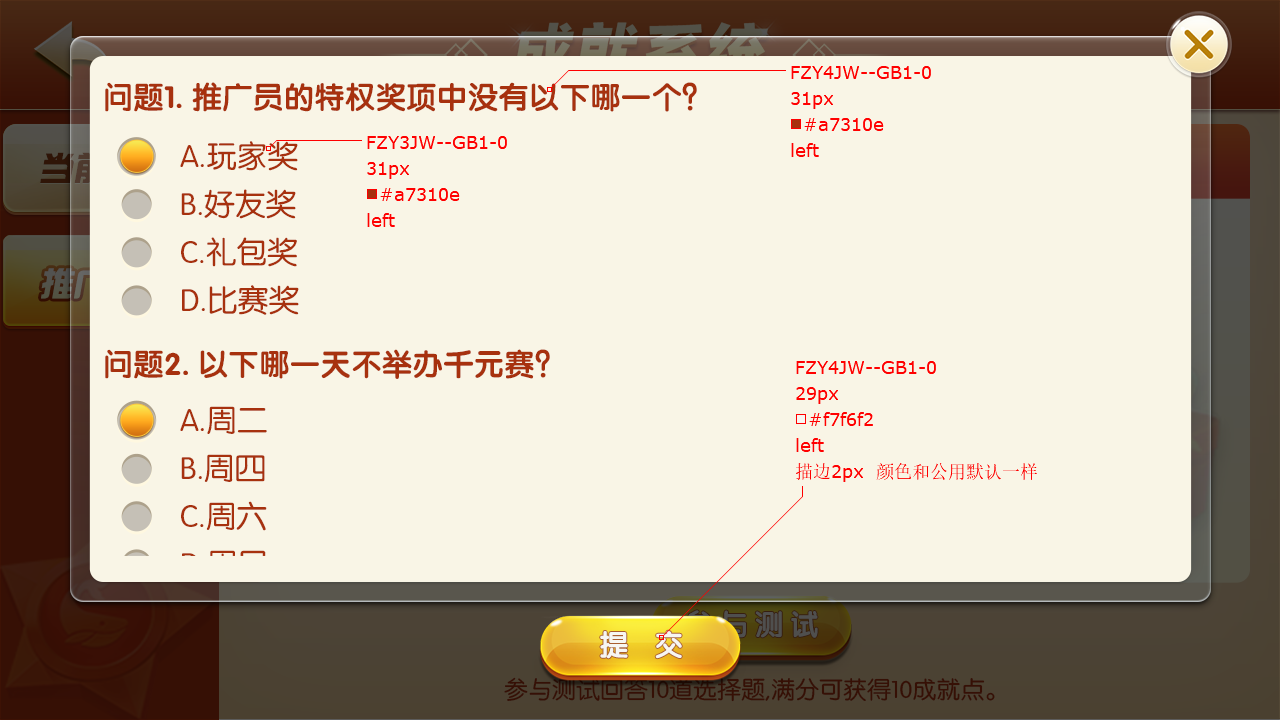 成就系统
问题1. 推广员的特权奖项中没有以下哪一个?
FZY4JW--GB1-0
31px
#a7310e
left
A.玩家奖
FZY3JW--GB1-0
31px
#a7310e
left
B.好友奖
C.礼包奖
D.比赛奖
当前
推广
问题2. 以下哪一天不举办千元赛?
A.周二
B.周四
C.周六
FZY4JW--GB1-0
29px
#f7f6f2
left
描边2px 颜色和公用默认一样
提 交
参与测试
参与测试回答10道选择题,满分可获得10成就点。